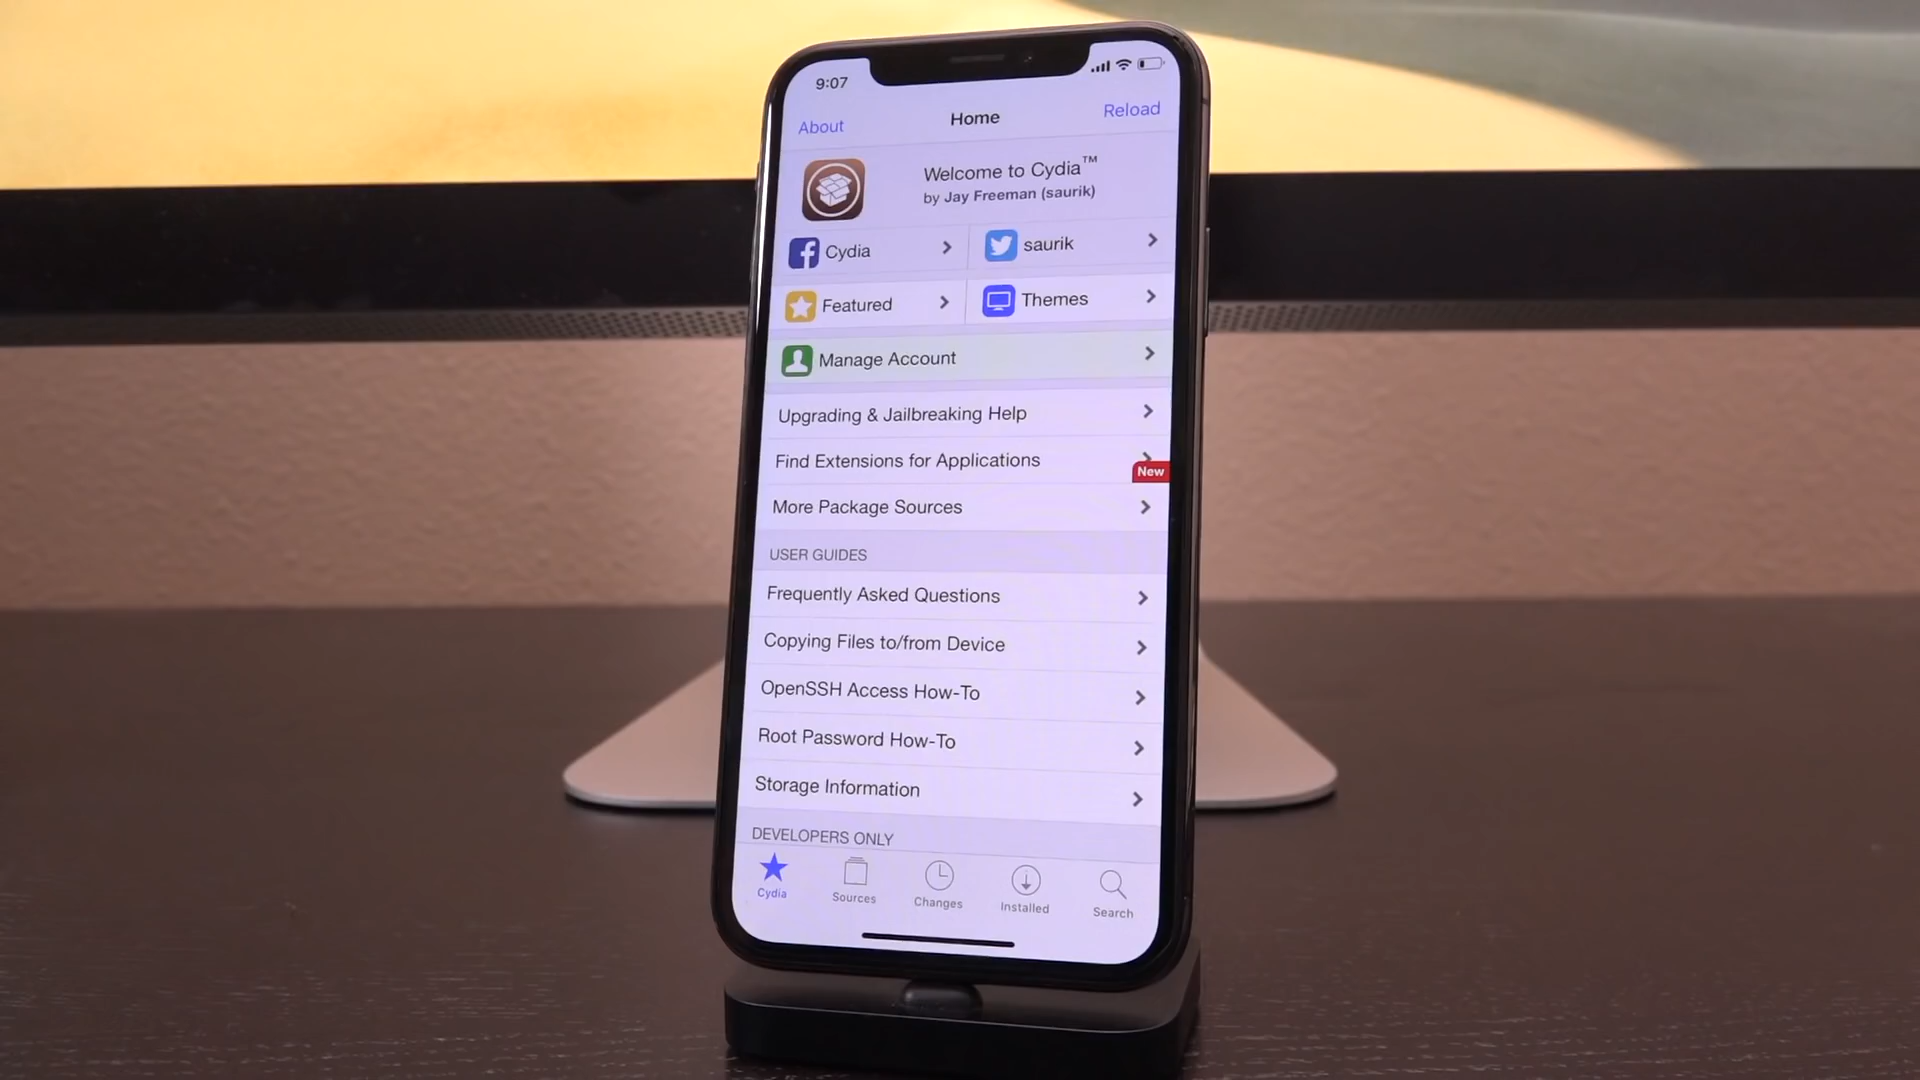 9:07
About
Home
Reload
Welcome to Cydia™
by Jay Freeman (saurik)
Cydia
saurik
Featured
Themes
Manage Account
Upgrading & Jailbreaking Help
Find Extensions for Applications
New
More Package Sources
USER GUIDES
Frequently Asked Questions
Copying Files to/from Device
OpenSSH Access How-To
Root Password How-To
Storage Information
DEVELOPERS ONLY
Cydia
Sources
Changes
Installed
Search